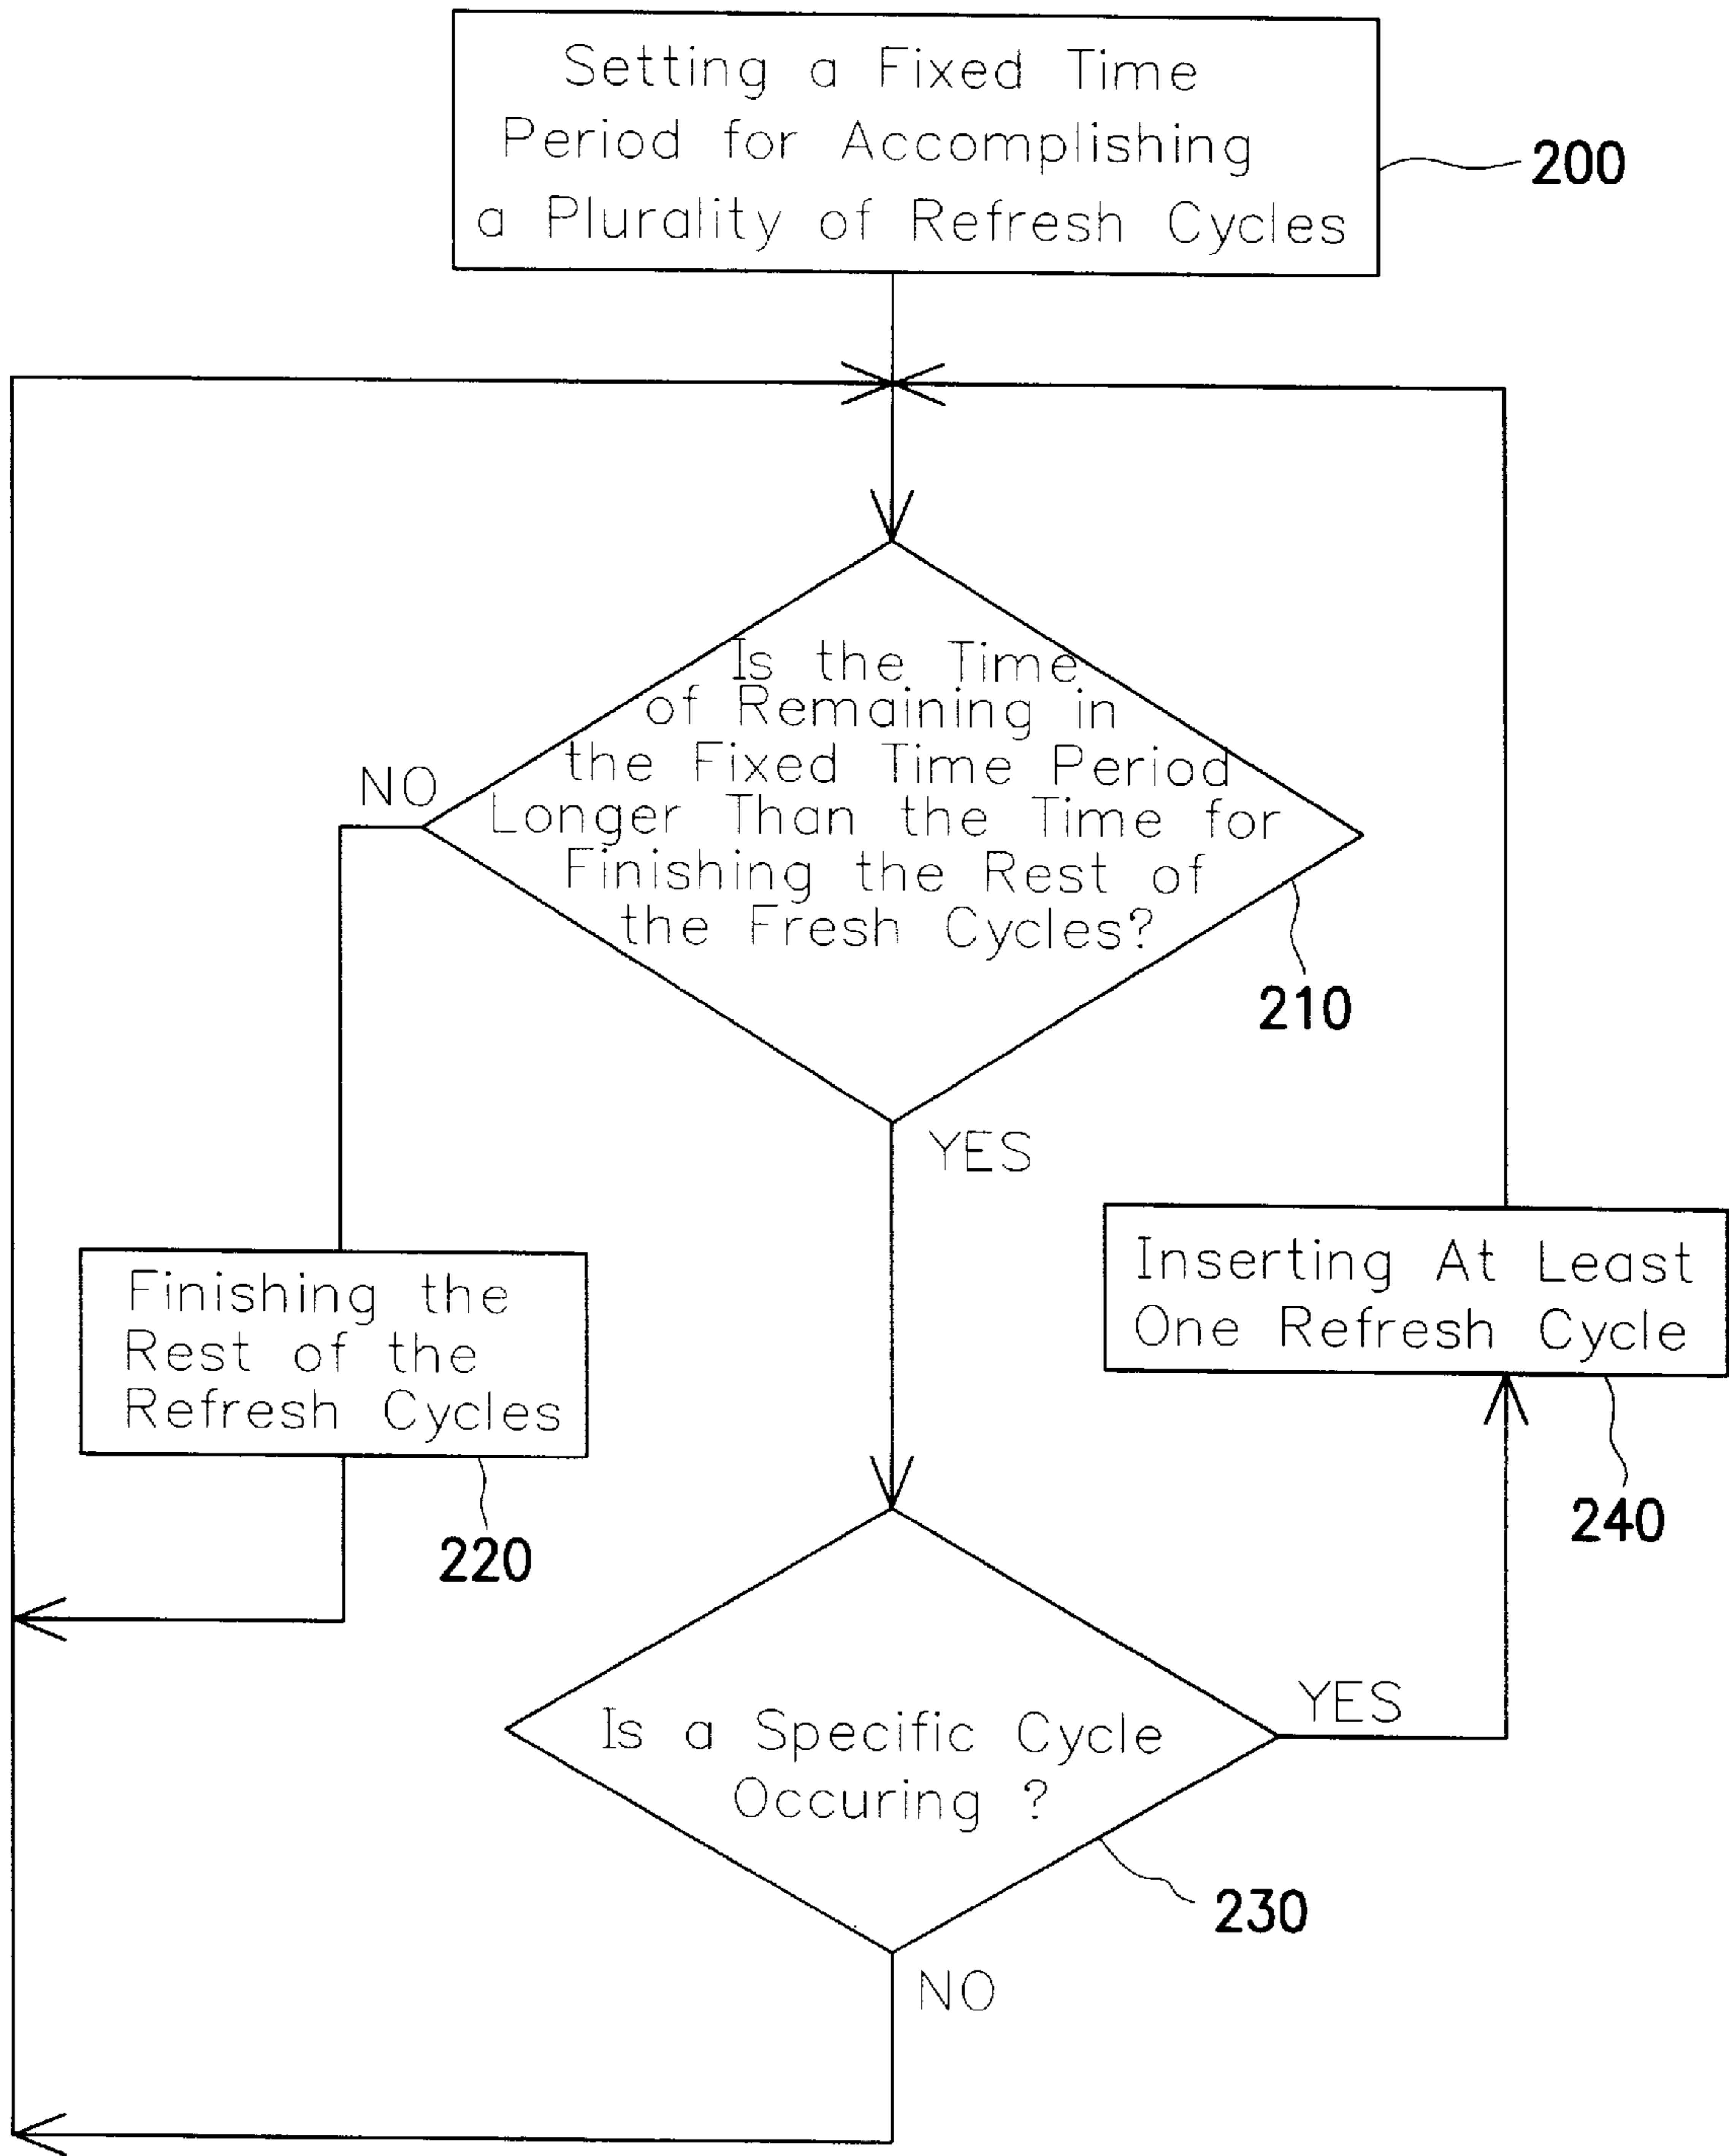 Setting a Fixed Time
Period for Accomplishing
a Plurality of Refresh Cycles
200
Is the Time
of Remaining in
the Fixed Time Period
Longer Than the Time for
Finishing the Rest of
the Fresh Cycles?
NO
210
YES
Finishing the
Rest of the
Refresh Cycles
220
Inserting At Least
One Refresh Cycle
240
Is a Specific Cycle
Occuring ?
YES
230
NO